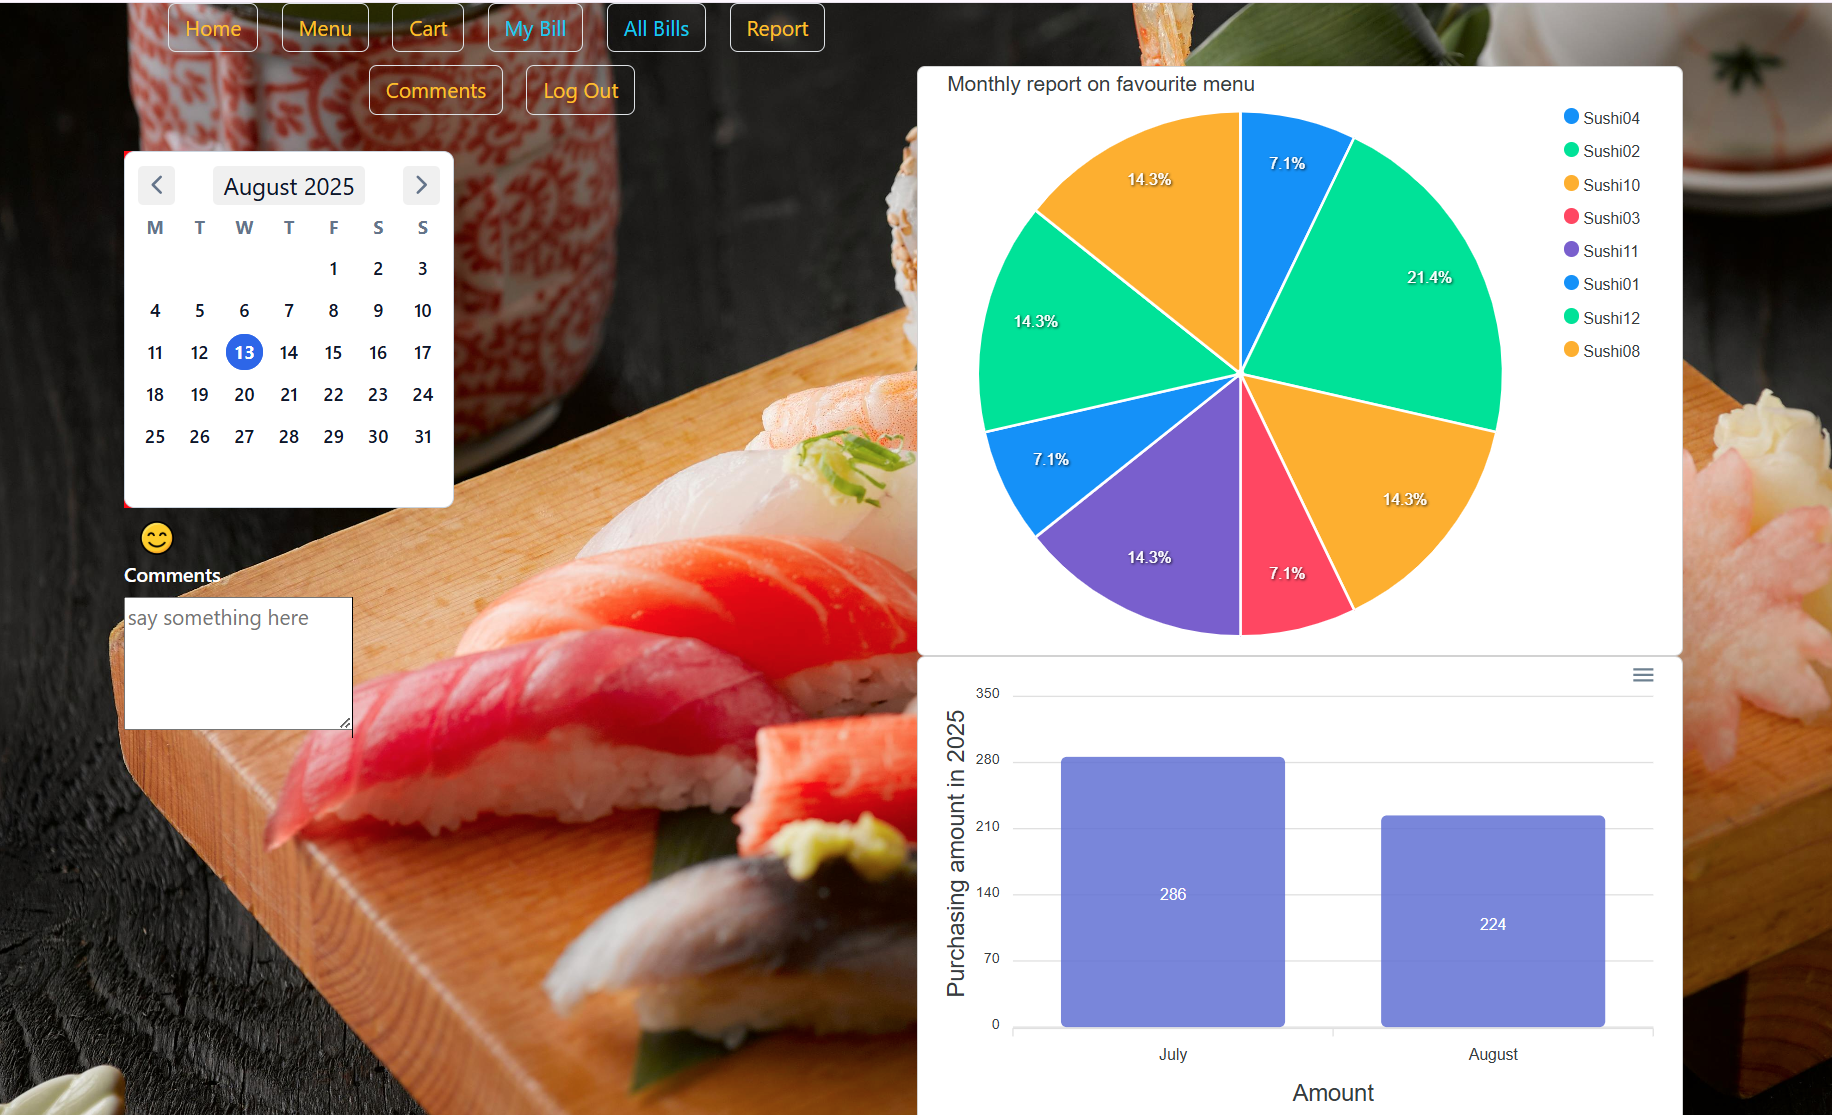 Home Menu Cart My Bill All Bills Report
Comments Log Out
August 2025
M T W T F S S
1 2 3
4 5 6 7 8 9 10
11 12 13 14 15 16 17
18 19 20 21 22 23 24
25 26 27 28 29 30 31
Comments
say something here
Monthly report on favourite menu
7.1%
21.4%
14.3%
7.1%
14.3%
7.1%
14.3%
14.3%
Sushi04
Sushi02
Sushi10
Sushi03
Sushi11
Sushi01
Sushi12
Sushi08
Purchasing amount in 2025
350
280
210
140
70
0
286
224
July August
Amount